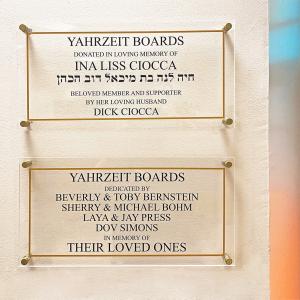 YAHRZEIT BOARDS
DONATED IN LOVING MEMORY OF
INA LISS CIOCCA
חיה לנה בת מיכאל דוב הכהן
BELOVED MEMBER AND SUPPORTER
BY HER LOVING HUSBAND
DICK CIOCCA
YAHRZEIT BOARDS
DEDICATED BY
BEVERLY & TOBY BERNSTEIN
SHERRY & MICHAEL BOHM
LAYA & JAY PRESS
DOV SIMONS
IN MEMORY OF
THEIR LOVED ONES